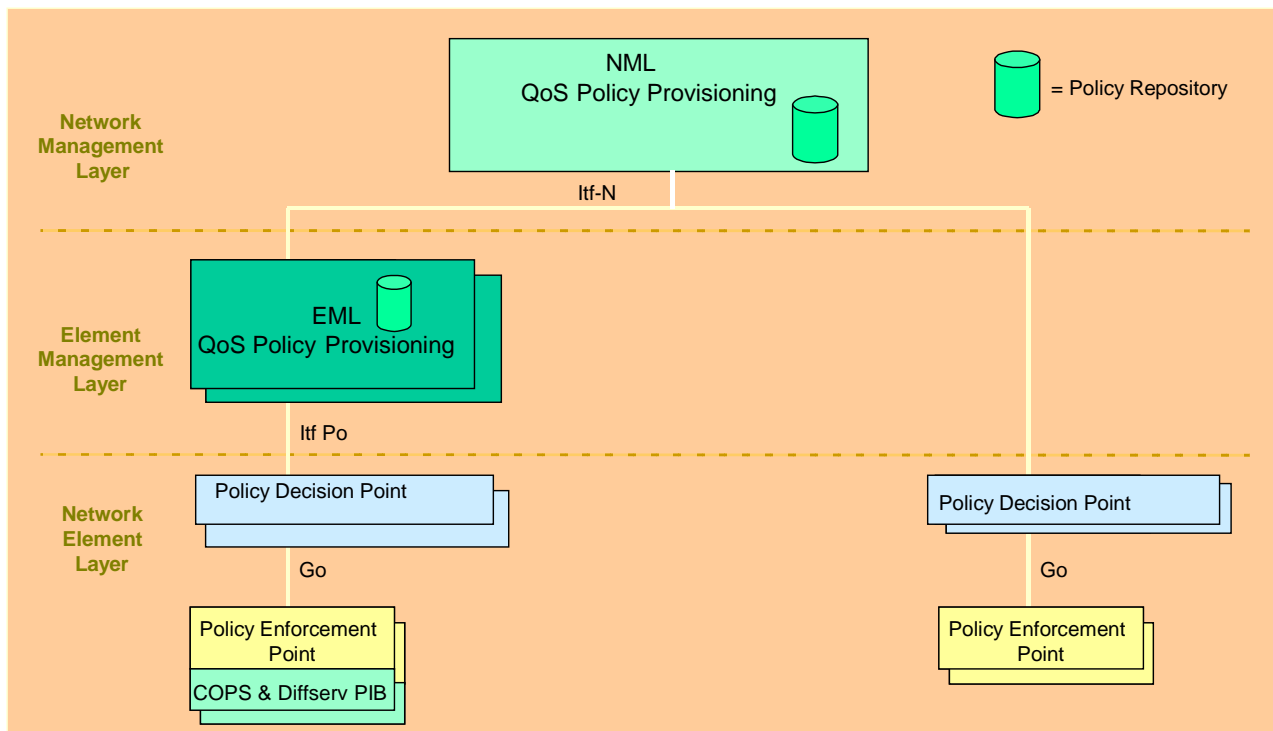 NML
QoS Policy Provisioning
= Policy Repository
Network
Management
Layer
Itf-N
EML
QoS Policy Provisioning
Element
Management
Layer
Itf Po
Policy Decision Point
Policy Decision Point
Network
Element
Layer
Go
Go
Policy Enforcement
Point
COPS & Diffserv PIB
Policy Enforcement
Point